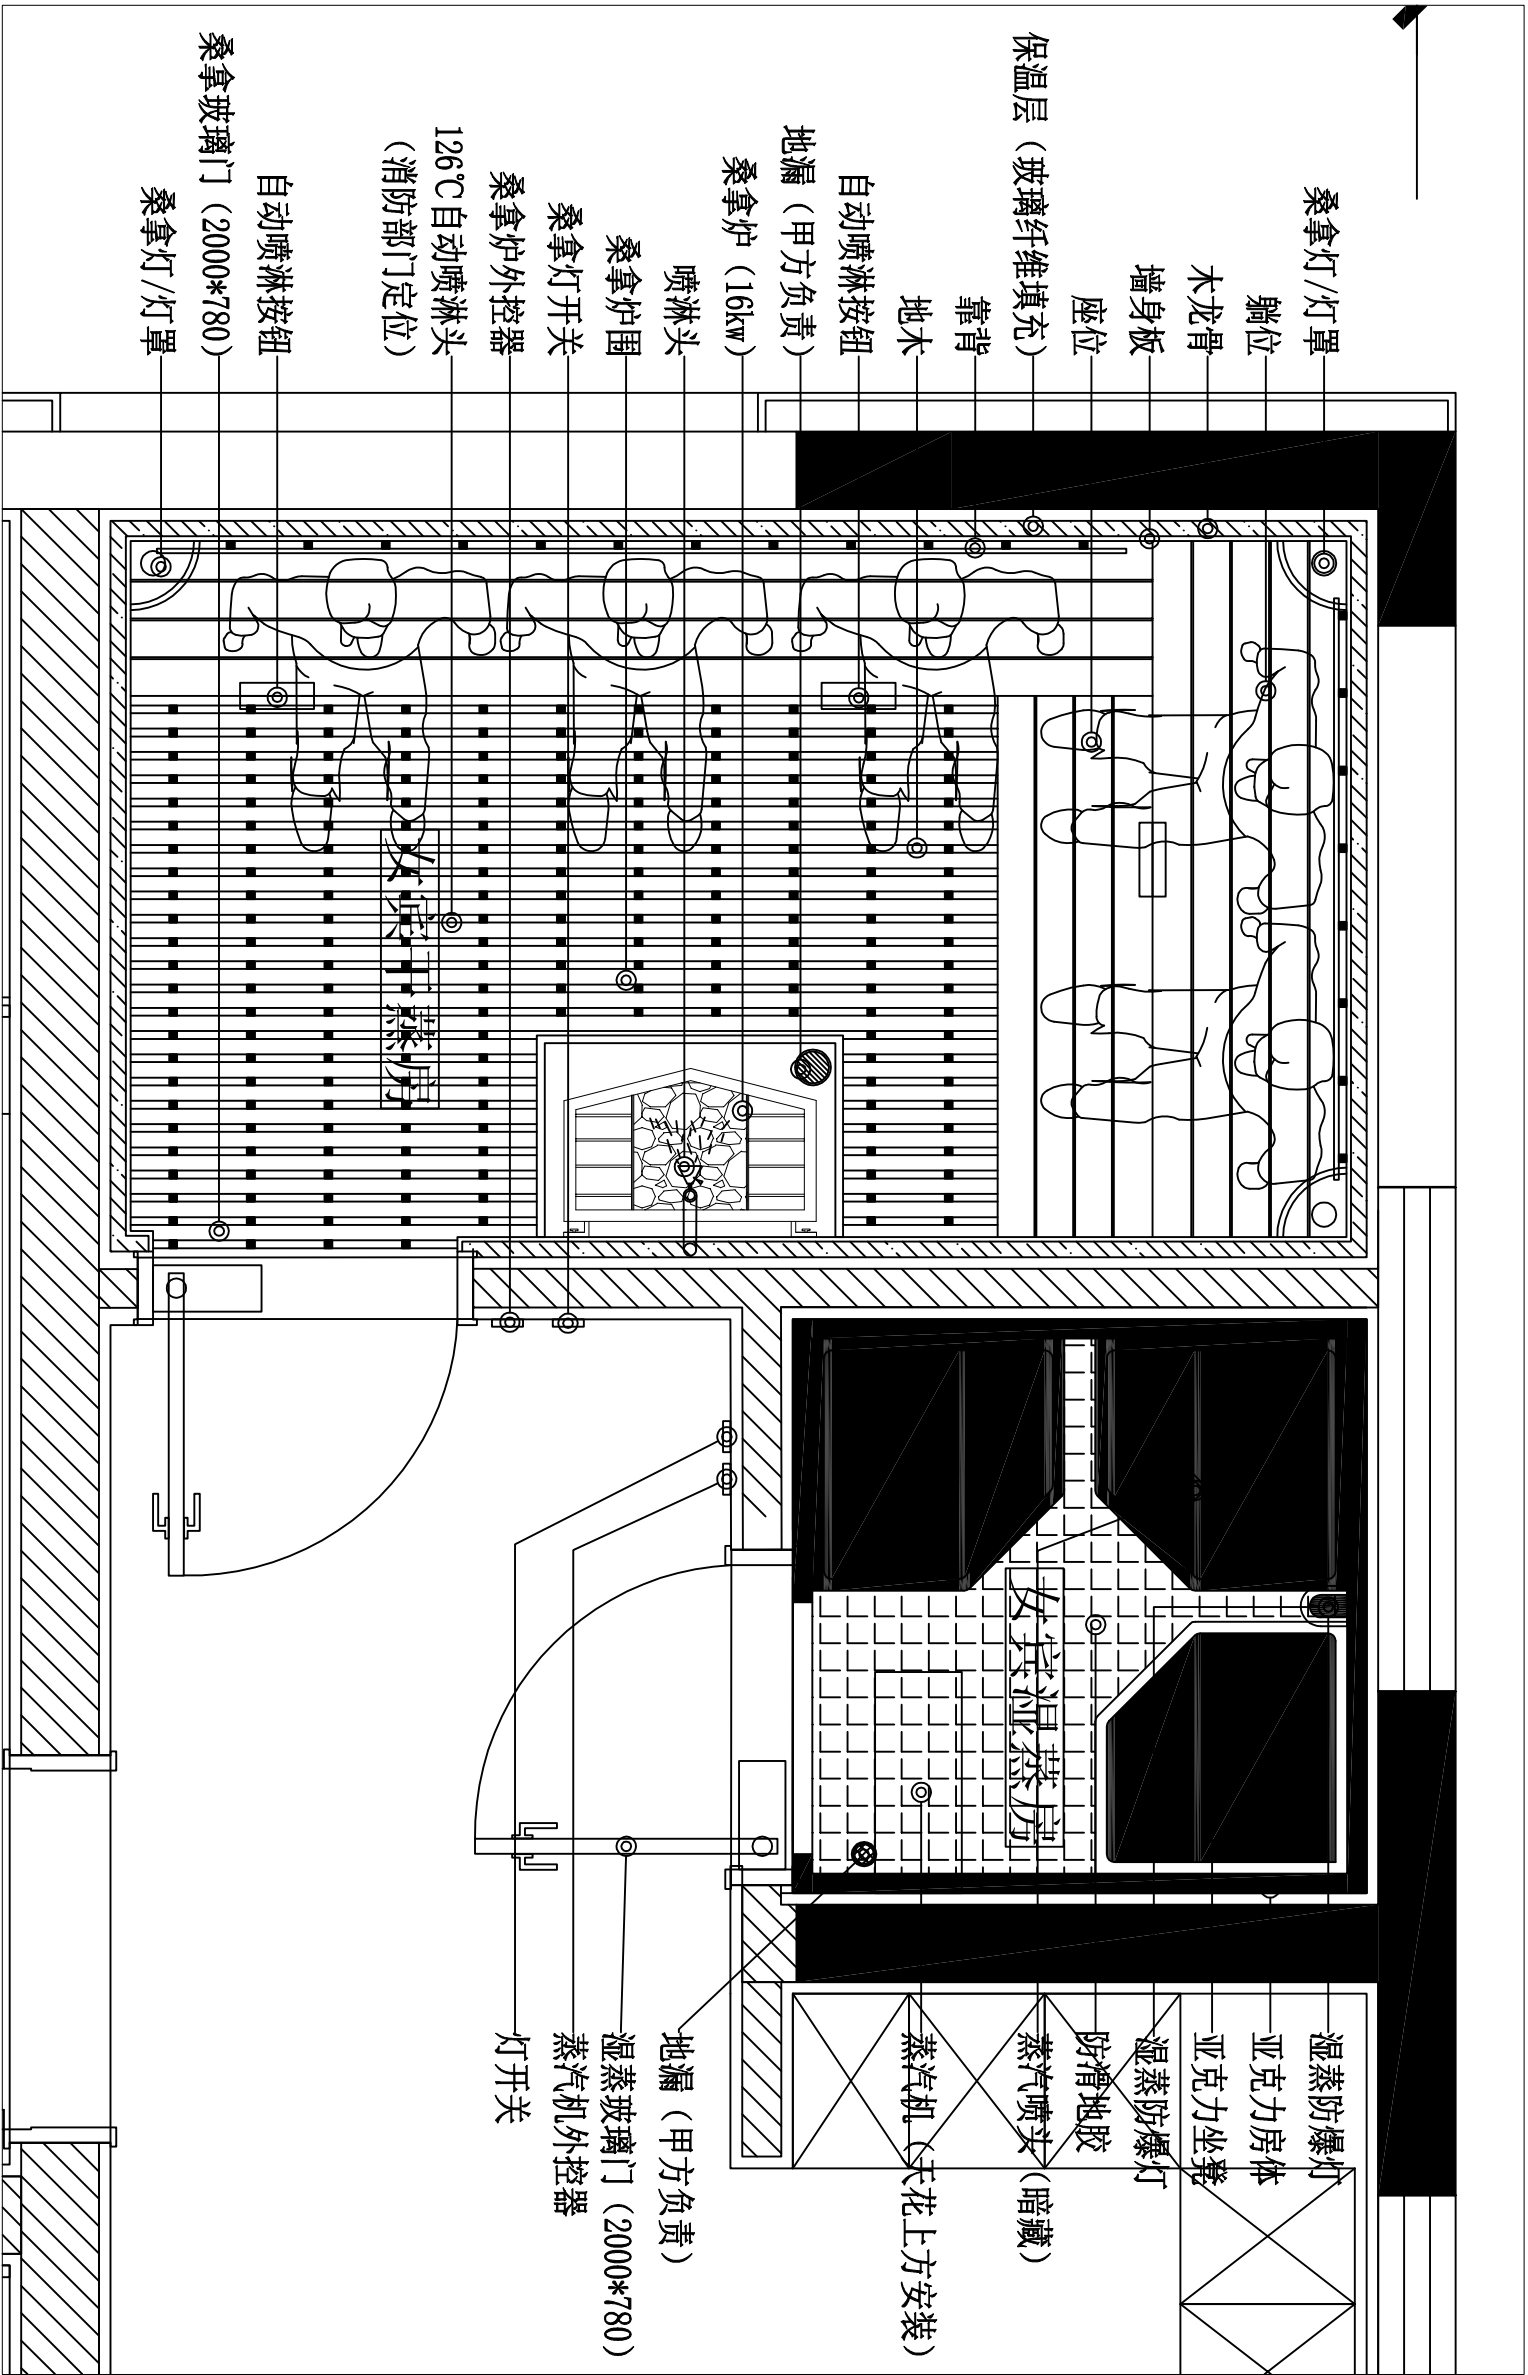 桑拿灯/灯罩
躺位
木龙骨
墙身板
座位
保温层（玻璃纤维填充）
靠背
地木
自动喷淋按钮
地漏（甲方负责）
桑拿炉（16kw）
喷淋头
桑拿炉围
桑拿灯开关
桑拿炉外控器
126℃自动喷淋头
（消防部门定位）
自动喷淋按钮
桑拿玻璃门（2000*780）
桑拿灯/灯罩
女宾干蒸房
女宾湿蒸房
湿蒸防爆灯
亚克力房体
亚克力坐凳
湿蒸防爆灯
防滑地胶
蒸汽喷头（暗藏）
蒸汽机（天花上方安装）
地漏（甲方负责）
湿蒸玻璃门（2000*780）
蒸汽机外控器
灯开关